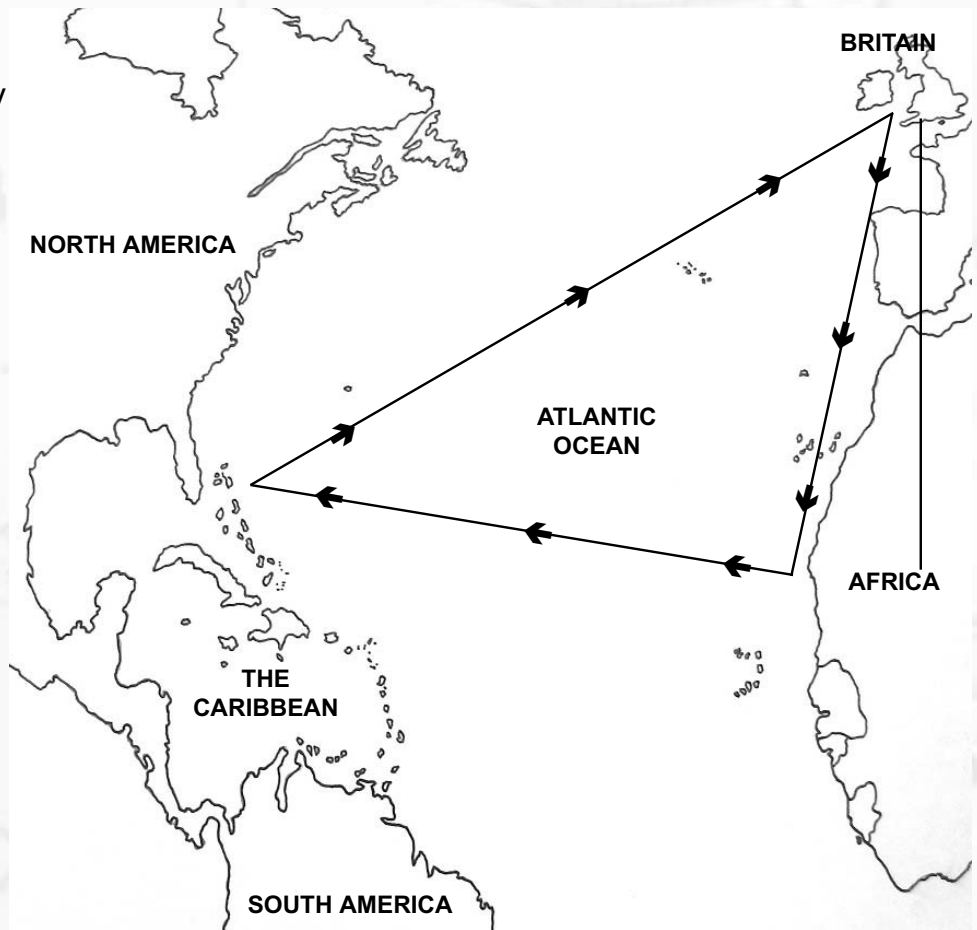 BRITAIN
NORTH AMERICA
ATLANTIC
OCEAN
AFRICA
THE
CARIBBEAN
SOUTH AMERICA